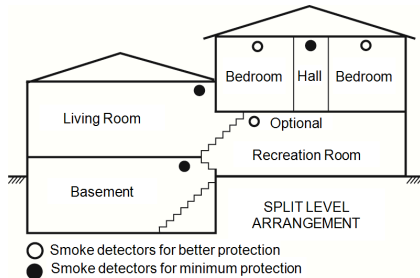 Bedroom Hall Bedroom
Living Room
Optional
Recreation Room
Basement
SPLIT LEVEL
ARRANGEMENT
Smoke detectors for better protection
Smoke detectors for minimum protection